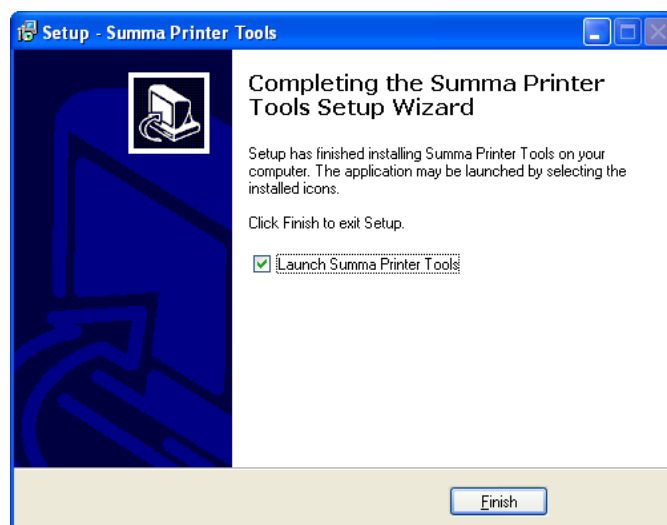 Setup - Summa Printer Tools
Completing the Summa Printer
Tools Setup Wizard
Setup has finished installing Summa Printer Tools on your
computer. The application may be launched by selecting the
installed icons.
Click Finish to exit Setup.
Launch Summa Printer Tools
Finish